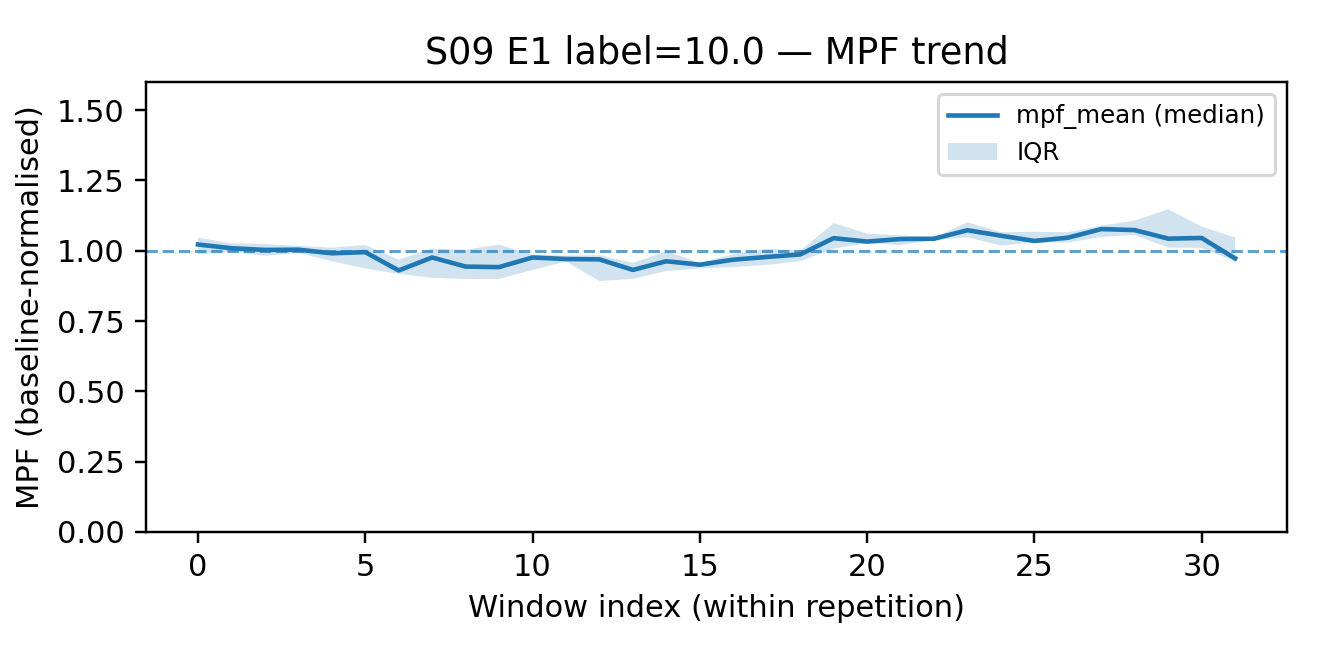 S09 E1 label=10.0 — MPF trend
mpf_mean (median)
IQR
MPF (baseline-normalised)
1.50
1.25
1.00
0.75
0.50
0.25
0.00
0 5 10 15 20 25 30
Window index (within repetition)